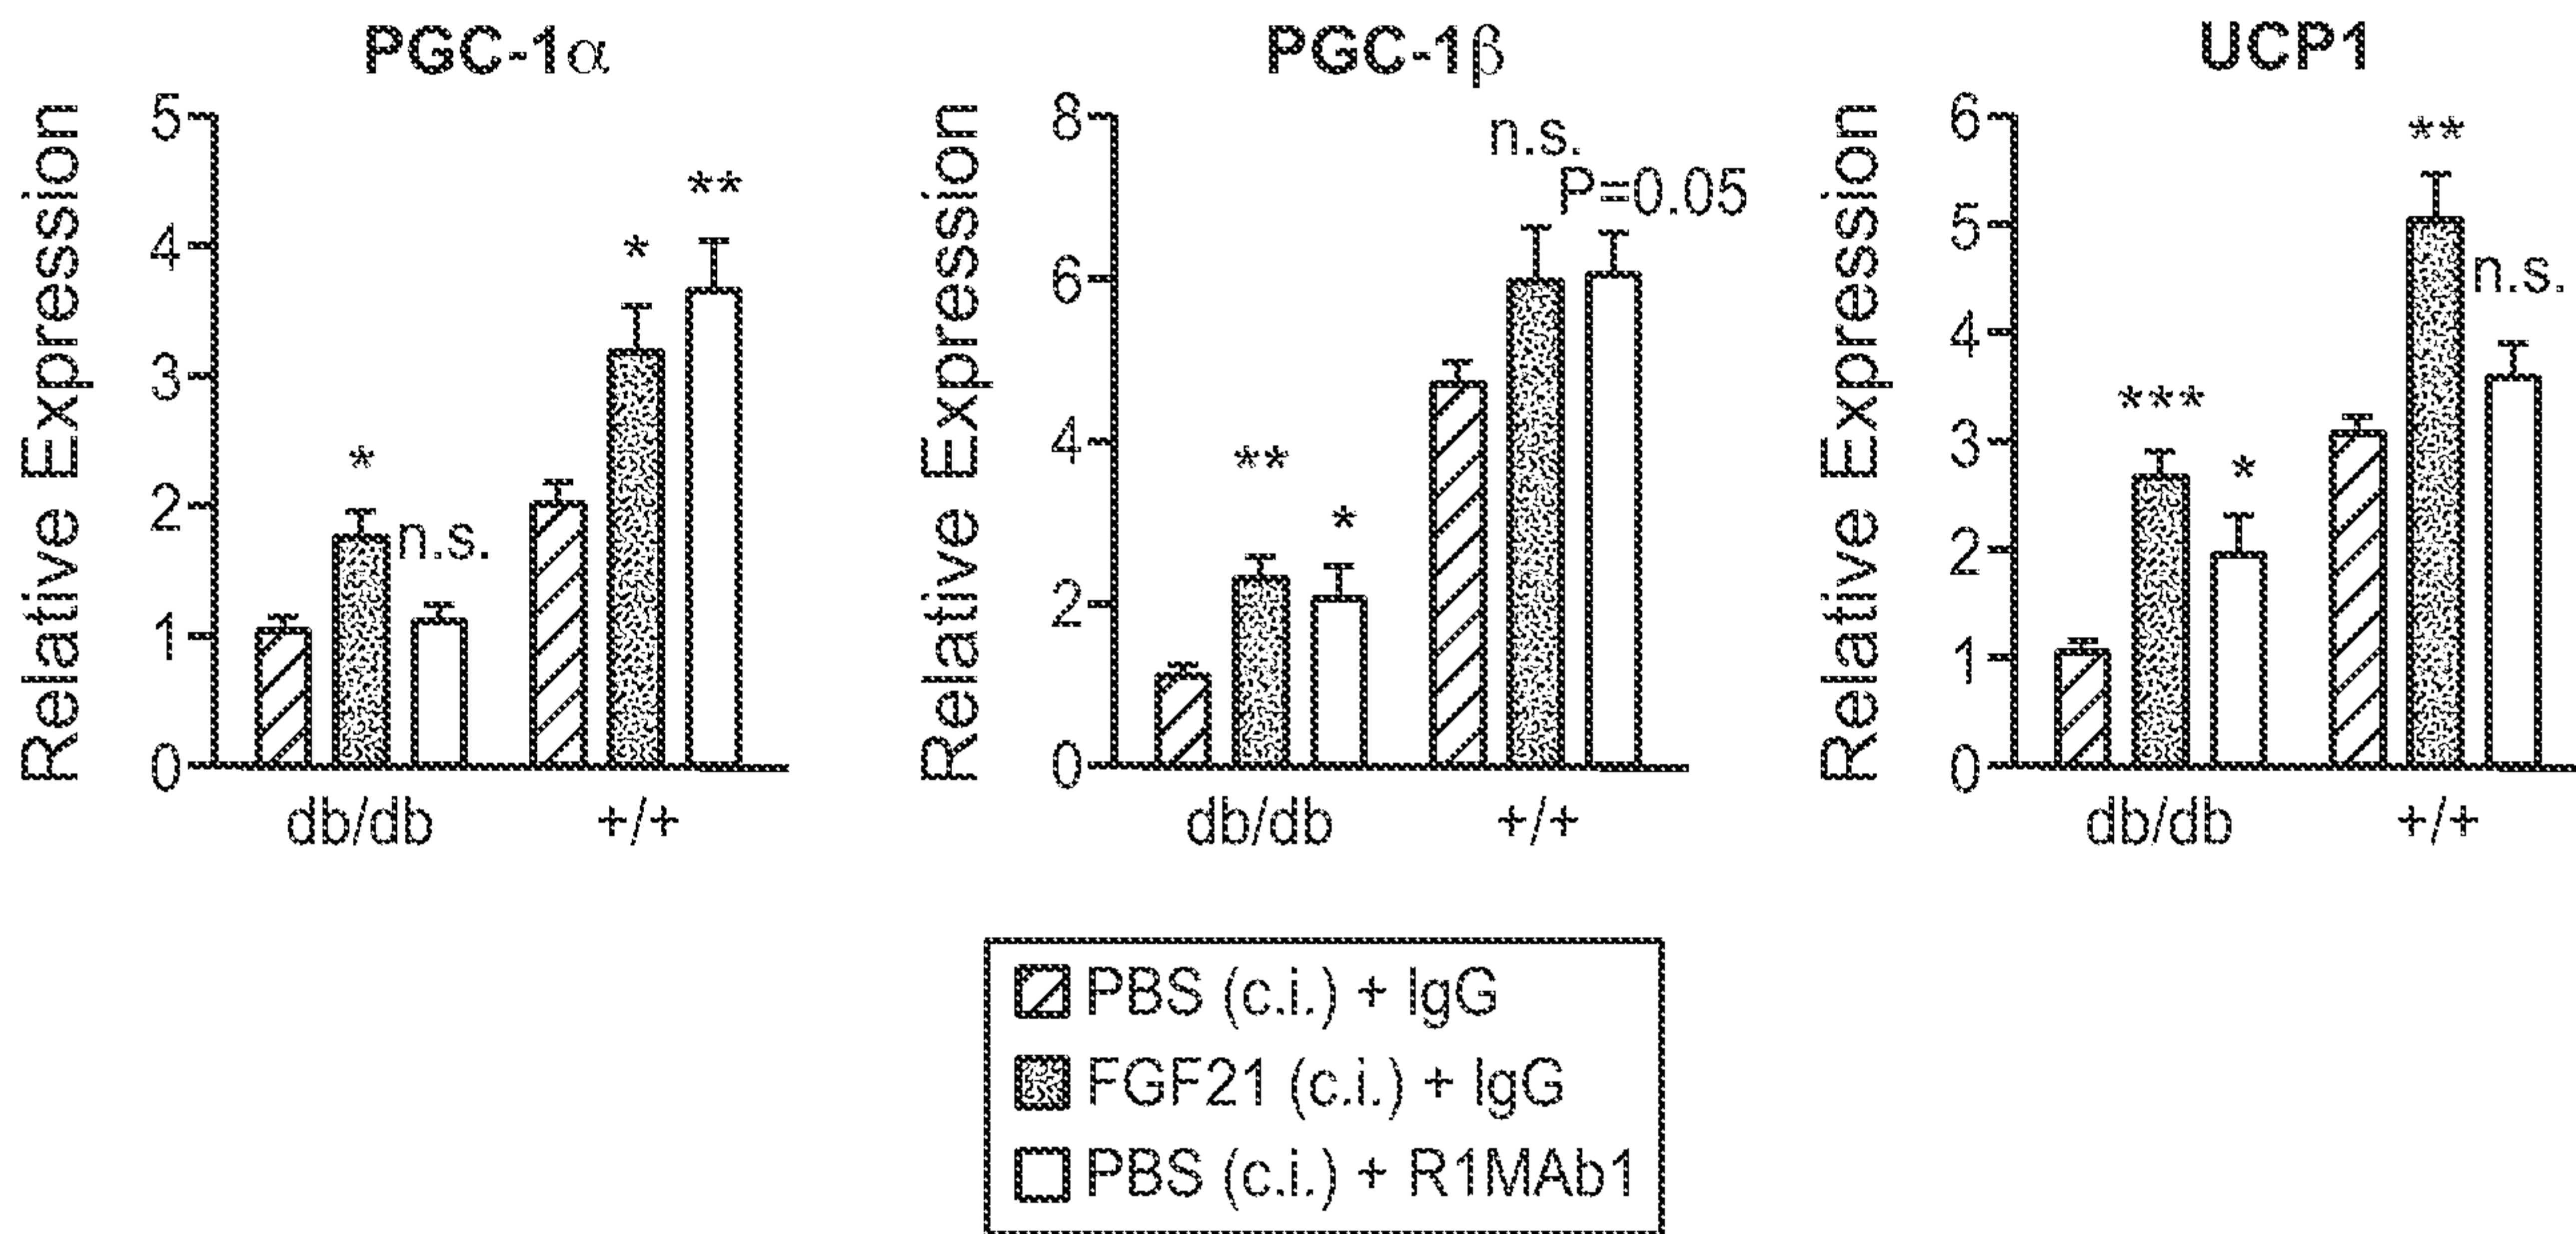 PGC-1α
Relative Expression
5
4
3
2
1
0
*
n.s.
*
**
db/db
+/+
PGC-1β
Relative Expression
8
6
4
2
0
**
*
n.s.
P=0.05
db/db
+/+
UCP1
Relative Expression
6
5
4
3
2
1
0
***
*
**
n.s.
db/db
+/+
PBS (c.i.) + IgG
FGF21 (c.i.) + IgG
PBS (c.i.) + R1MAb1